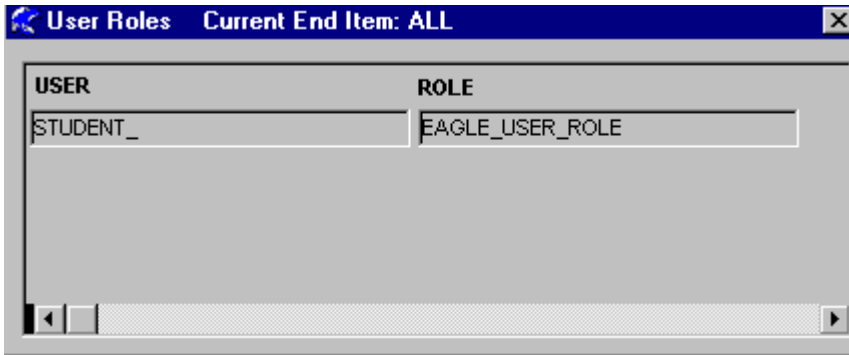 User Roles Current End Item: ALL
USER ROLE
STUDENT_ EAGLE_USER_ROLE